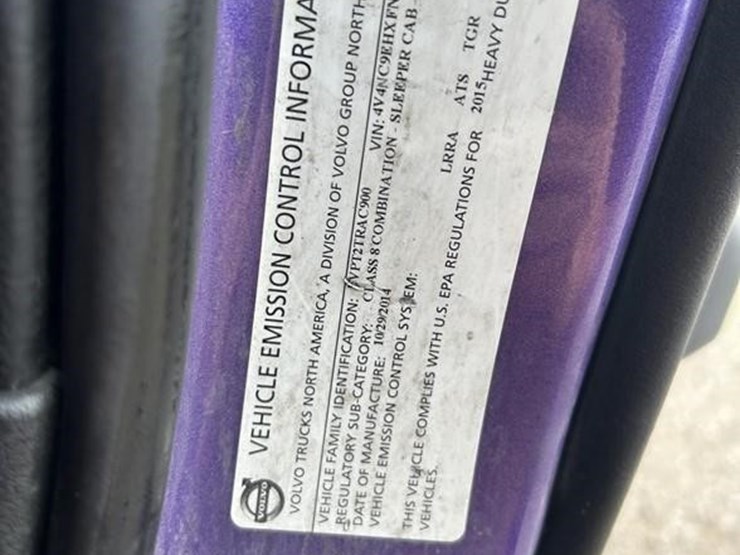 VOLVO
VEHICLE EMISSION CONTROL INFORMA
VOLVO TRUCKS NORTH AMERICA, A DIVISION OF VOLVO GROUP NORTH
VEHICLE FAMILY IDENTIFICATION: FVPT2TRAC900 VIN: 4V4NC9EHXFN
REGULATORY SUB-CATEGORY: CLASS 8 COMBINATION - SLEEPER CAB -
DATE OF MANUFACTURE: 10/29/2014
VEHICLE EMISSION CONTROL SYSTEM: LRRA ATS TGR
THIS VEHICLE COMPLIES WITH U.S. EPA REGULATIONS FOR 2015 HEAVY DU
VEHICLES.